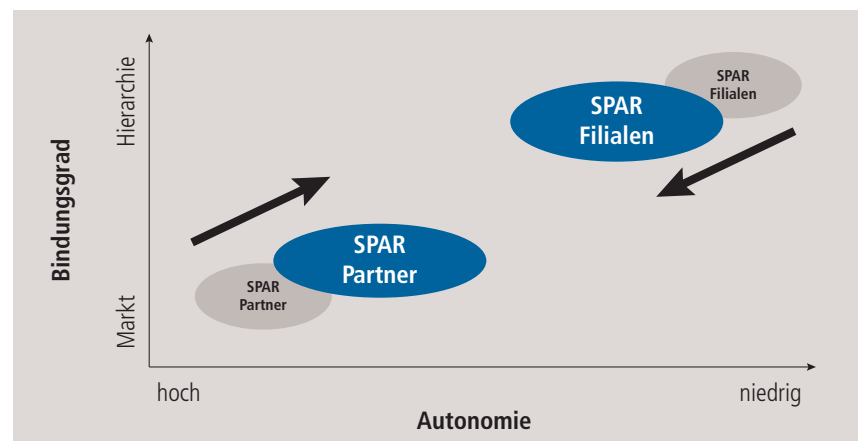 Bindungsgrad
Hierarchie
Markt
SPAR
Filialen
SPAR
Filialen
SPAR
Partner
SPAR
Partner
hoch
niedrig
Autonomie